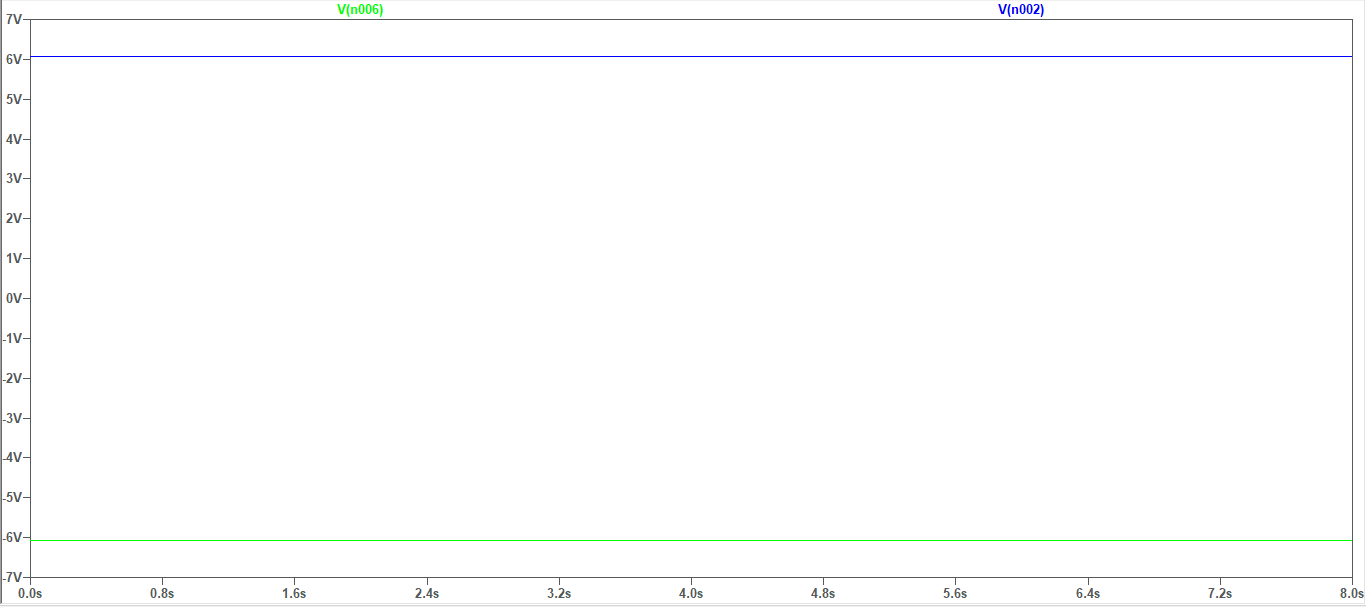 V(n006) V(n002)
7V
6V
5V
4V
3V
2V
1V
0V
-1V
-2V
-3V
-4V
-5V
-6V
-7V
0.0s 0.8s 1.6s 2.4s 3.2s 4.0s 4.8s 5.6s 6.4s 7.2s 8.0s